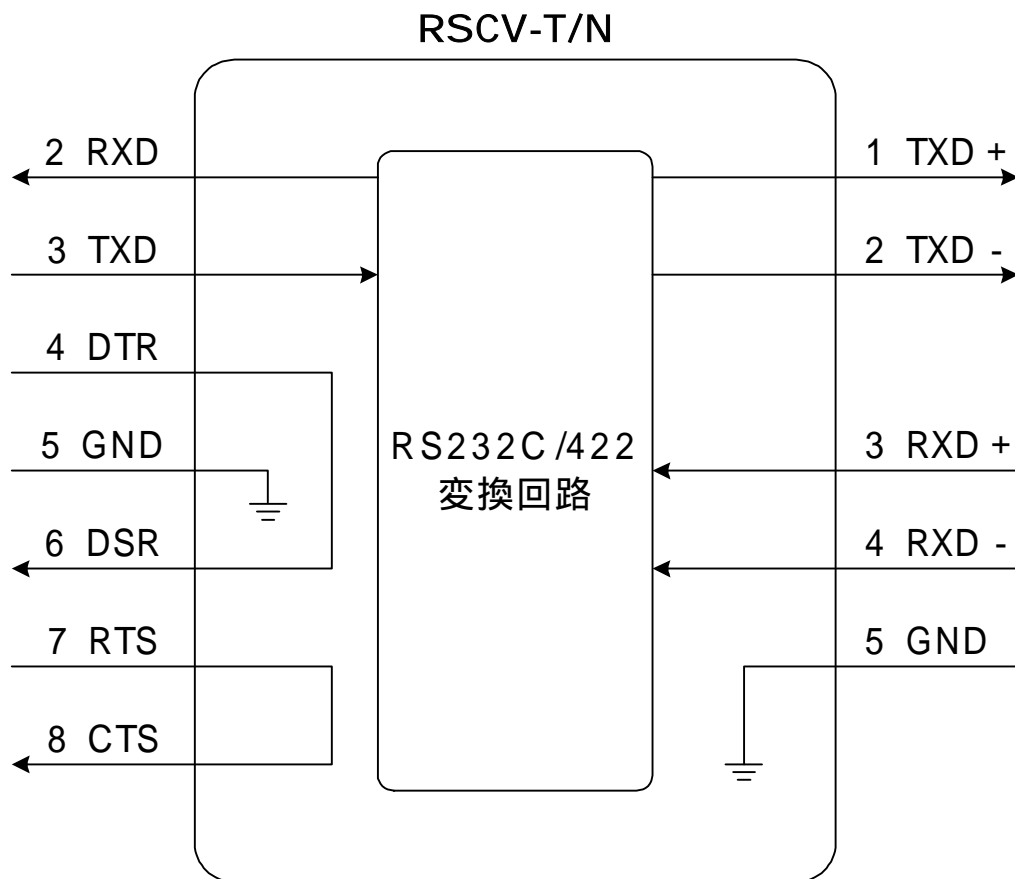 RSCV-T/N
2 RXD
3 TXD
4 DTR
5 GND
6 DSR
7 RTS
8 CTS
RS232C/422
変換回路
1 TXD +
2 TXD -
3 RXD +
4 RXD -
5 GND